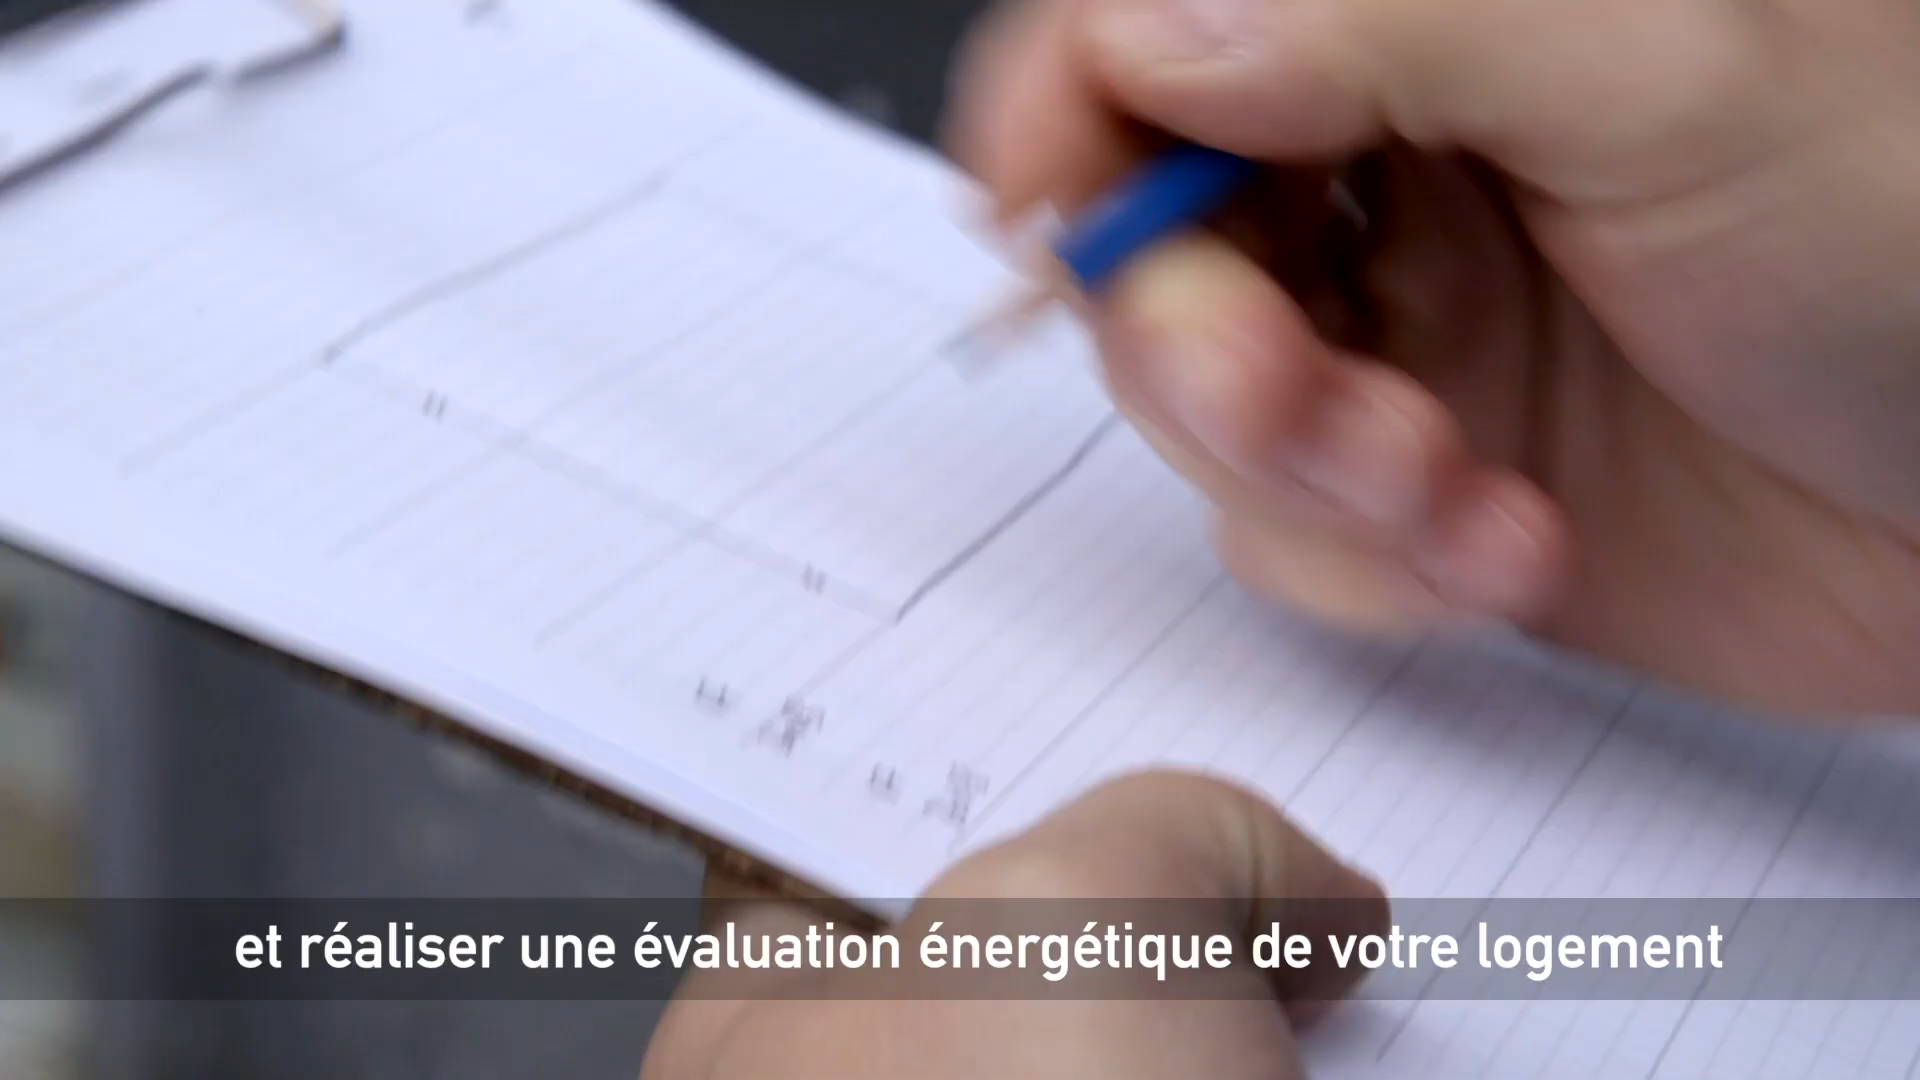 et réaliser une évaluation énergétique de votre logement